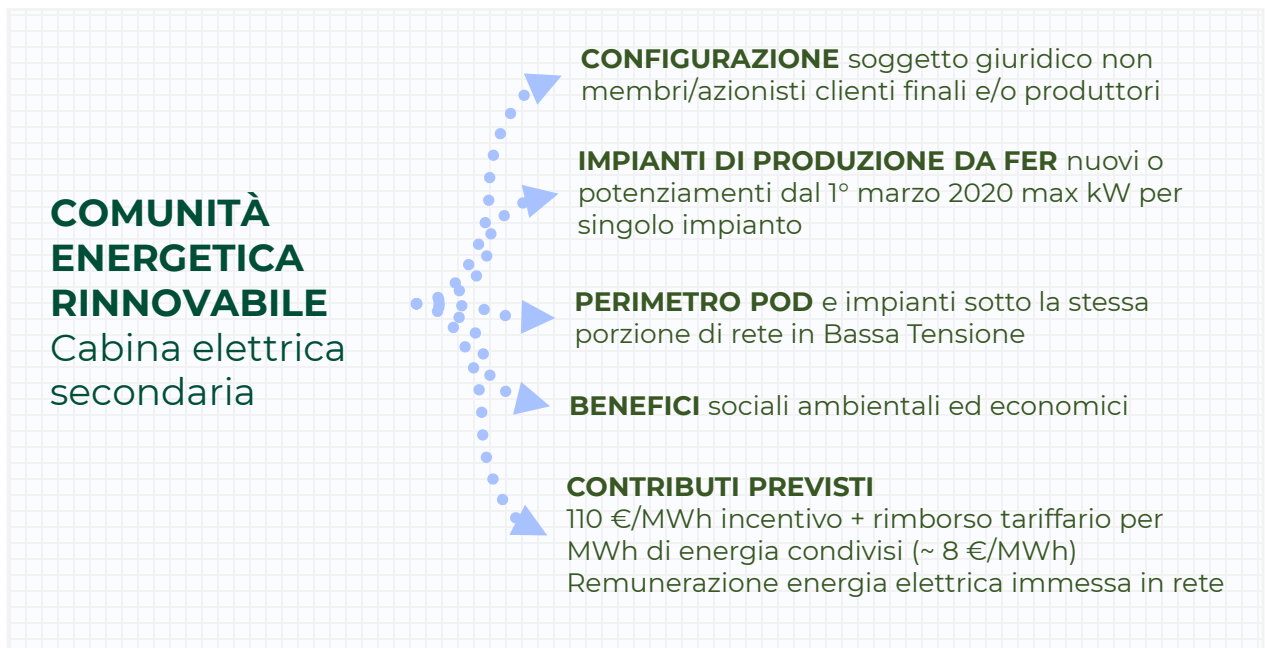 COMUNITÀ
ENERGETICA
RINNOVABILE
Cabina elettrica
secondaria
CONFIGURAZIONE soggetto giuridico non
membri/azionisti clienti finali e/o produttori
IMPIANTI DI PRODUZIONE DA FER nuovi o
potenziamenti dal 1° marzo 2020 max kW per
singolo impianto
PERIMETRO POD e impianti sotto la stessa
porzione di rete in Bassa Tensione
BENEFICI sociali ambientali ed economici
CONTRIBUTI PREVISTI
110 €/MWh incentivo + rimborso tariffario per
MWh di energia condivisi (~ 8 €/MWh)
Remunerazione energia elettrica immessa in rete